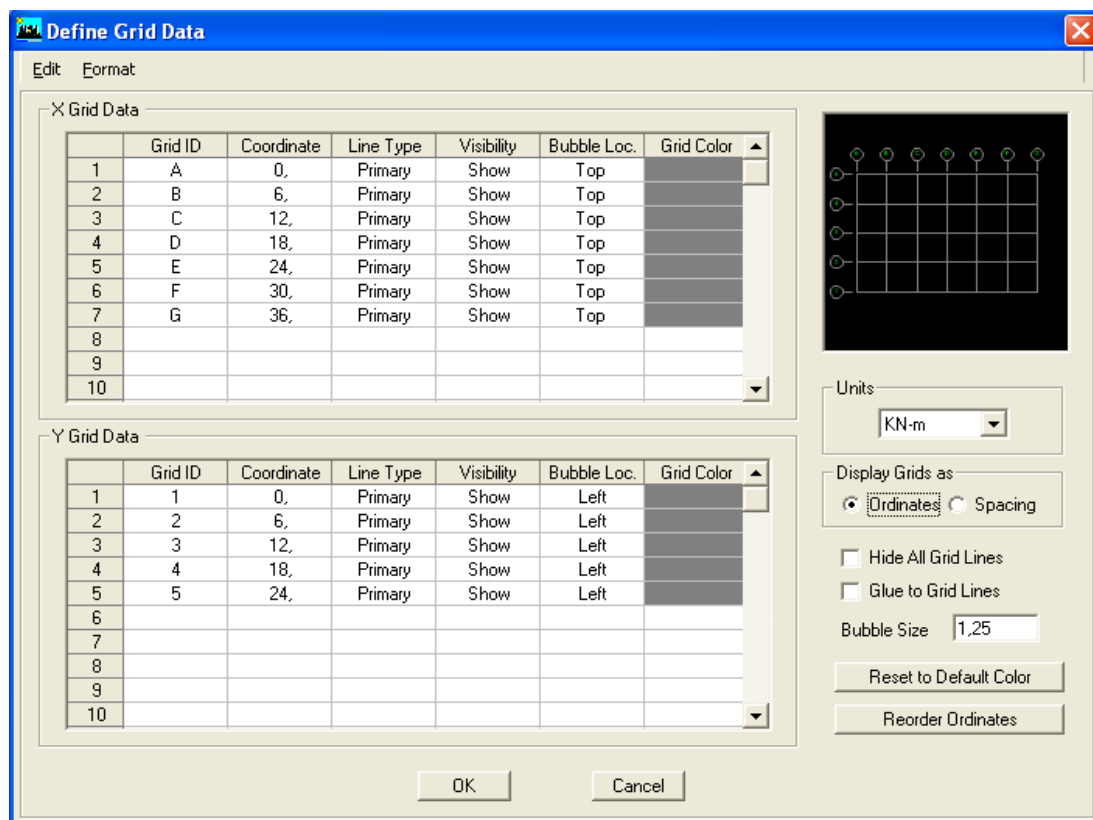 Define Grid Data
Edit Format
X Grid Data
Grid ID Coordinate Line Type Visibility Bubble Loc. Grid Color
1 A 0, Primary Show Top
2 B 6, Primary Show Top
3 C 12, Primary Show Top
4 D 18, Primary Show Top
5 E 24, Primary Show Top
6 F 30, Primary Show Top
7 G 36, Primary Show Top
8
9
10
Y Grid Data
Grid ID Coordinate Line Type Visibility Bubble Loc. Grid Color
1 1 0, Primary Show Left
2 2 6, Primary Show Left
3 3 12, Primary Show Left
4 4 18, Primary Show Left
5 5 24, Primary Show Left
6
7
8
9
10
Units
KN-m
Display Grids as
Ordinates Spacing
Hide All Grid Lines
Glue to Grid Lines
Bubble Size 1,25
Reset to Default Color
Reorder Ordinates
OK Cancel